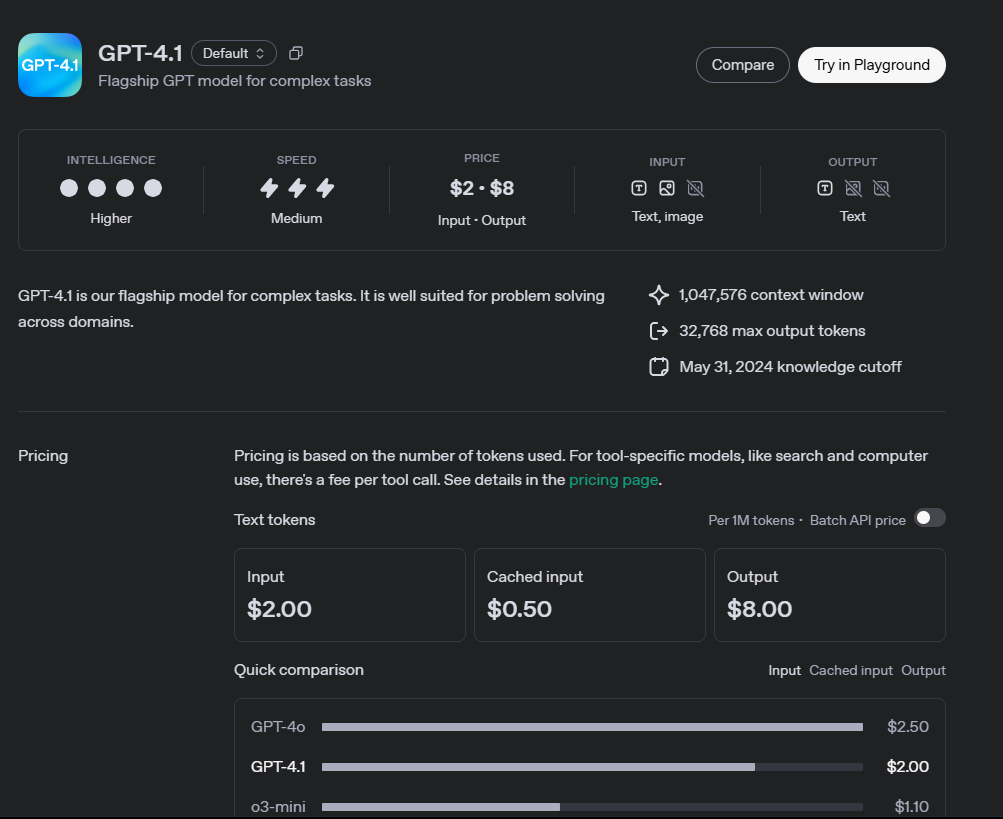 GPT-4.1
GPT-4.1 Default
Flagship GPT model for complex tasks
Compare
Try in Playground
INTELLIGENCE
Higher
SPEED
Medium
PRICE
$2 · $8
Input · Output
INPUT
Text, image
OUTPUT
Text
GPT-4.1 is our flagship model for complex tasks. It is well suited for problem solving
across domains.
1,047,576 context window
32,768 max output tokens
May 31, 2024 knowledge cutoff
Pricing
Pricing is based on the number of tokens used. For tool-specific models, like search and computer
use, there's a fee per tool call. See details in the pricing page.
Text tokens
Per 1M tokens · Batch API price
Input
$2.00
Cached input
$0.50
Output
$8.00
Quick comparison
Input Cached input Output
GPT-4o $2.50
GPT-4.1 $2.00
o3-mini $1.10